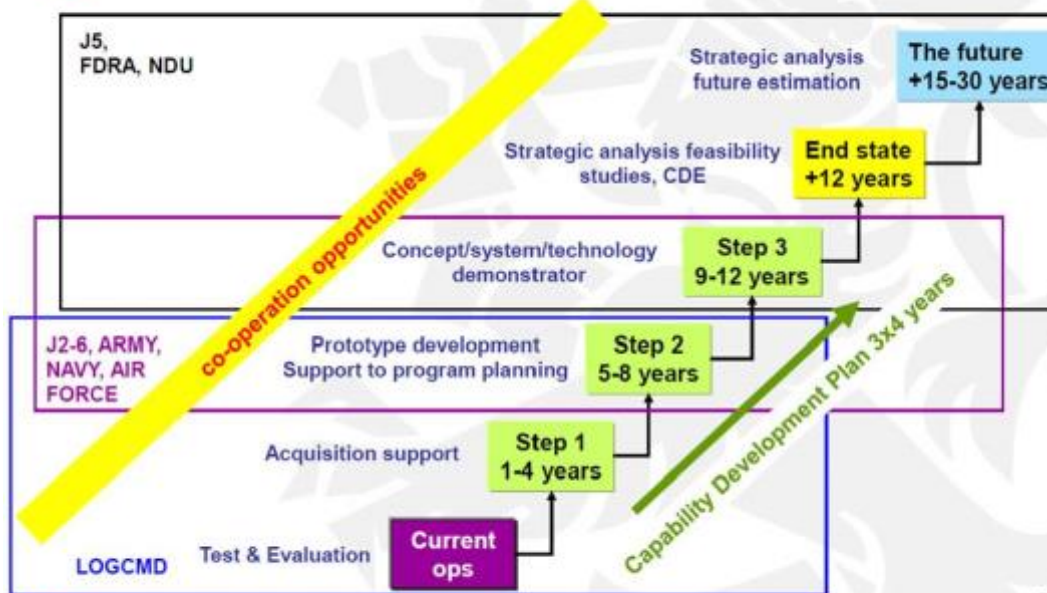 J5,
FDRA, NDU
Strategic analysis
future estimation
The future
+15-30 years
Strategic analysis feasibility
studies, CDE
End state
+12 years
co-operation opportunities
Concept/system/technology
demonstrator
Step 3
9-12 years
J2-6, ARMY,
NAVY, AIR
FORCE
Prototype development
Support to program planning
Step 2
5-8 years
Capability Development Plan 3x4 years
Acquisition support
Step 1
1-4 years
LOGCMD
Test & Evaluation
Current
ops